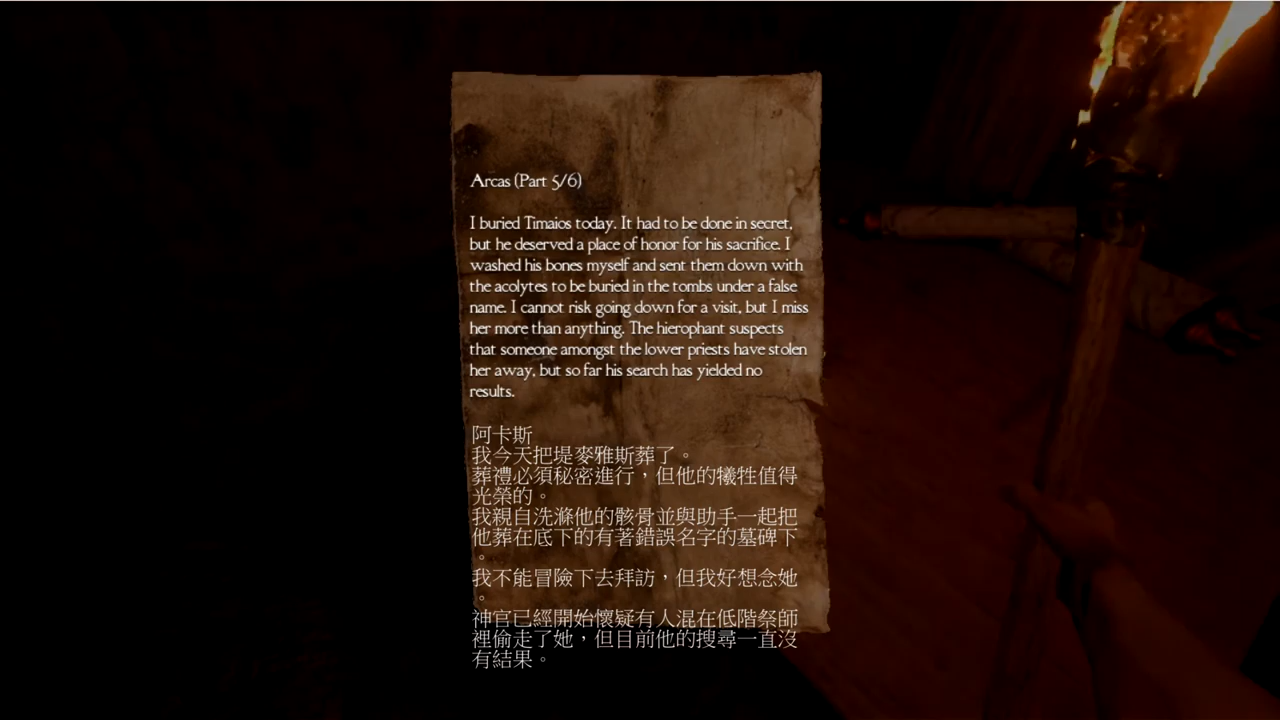 Arcas (Part 5/6)
I buried Timaios today. It had to be done in secret,
but he deserved a place of honor for his sacrifice. I
washed his bones myself and sent them down with
the acolytes to be buried in the tombs under a false
name. I cannot risk going down for a visit, but I miss
her more than anything. The hierophant suspects
that someone amongst the lower priests have stolen
her away, but so far his search has yielded no
results.
阿卡斯
我今天把堤麥雅斯葬了。
葬禮必須秘密進行，但他的犧牲值得
光榮的。
我親自洗滌他的骸骨並與助手一起把
他葬在底下的有著錯誤名字的墓碑下
。
我不能冒險下去拜訪，但我好想念她
。
神官已經開始懷疑有人混在低階祭師
裡偷走了她，但目前他的搜尋一直沒
有結果。